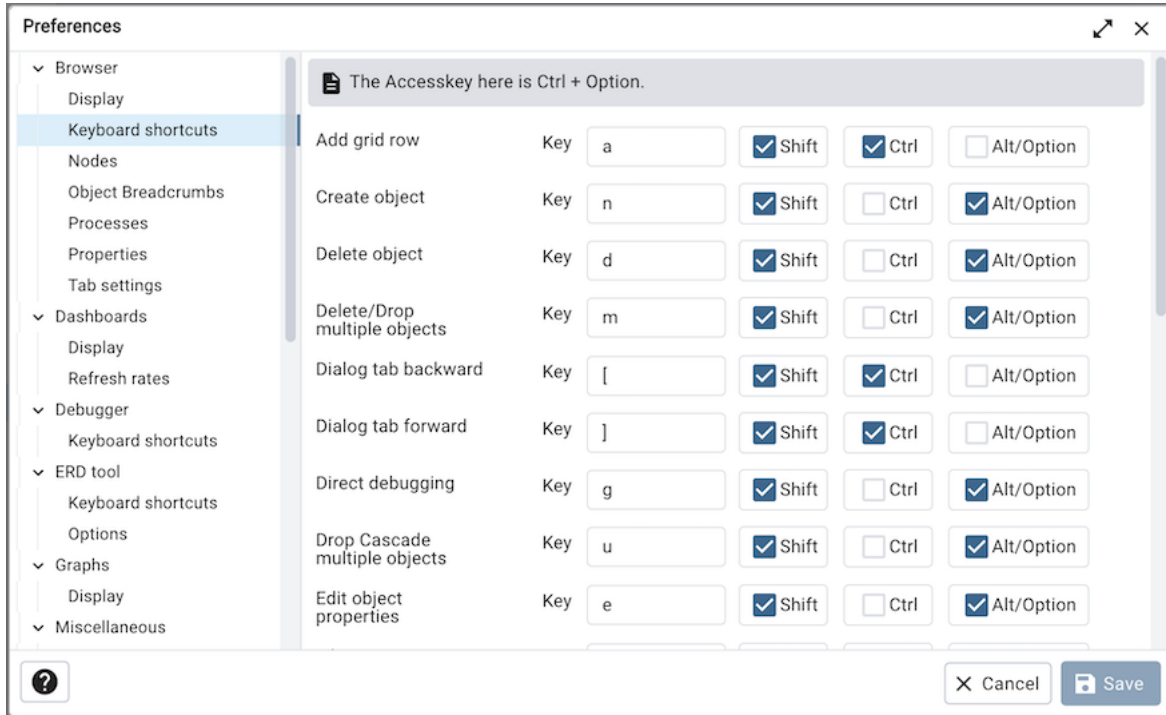 Preferences
Browser
Display
Keyboard shortcuts
Nodes
Object Breadcrumbs
Processes
Properties
Tab settings
Dashboards
Display
Refresh rates
Debugger
Keyboard shortcuts
ERD tool
Keyboard shortcuts
Options
Graphs
Display
Miscellaneous
The Accesskey here is Ctrl + Option.
Add grid row Key a Shift Ctrl Alt/Option
Create object Key n Shift Ctrl Alt/Option
Delete object Key d Shift Ctrl Alt/Option
Delete/Drop
multiple objects Key m Shift Ctrl Alt/Option
Dialog tab backward Key [ Shift Ctrl Alt/Option
Dialog tab forward Key ] Shift Ctrl Alt/Option
Direct debugging Key g Shift Ctrl Alt/Option
Drop Cascade
multiple objects Key u Shift Ctrl Alt/Option
Edit object
properties Key e Shift Ctrl Alt/Option
? Cancel Save